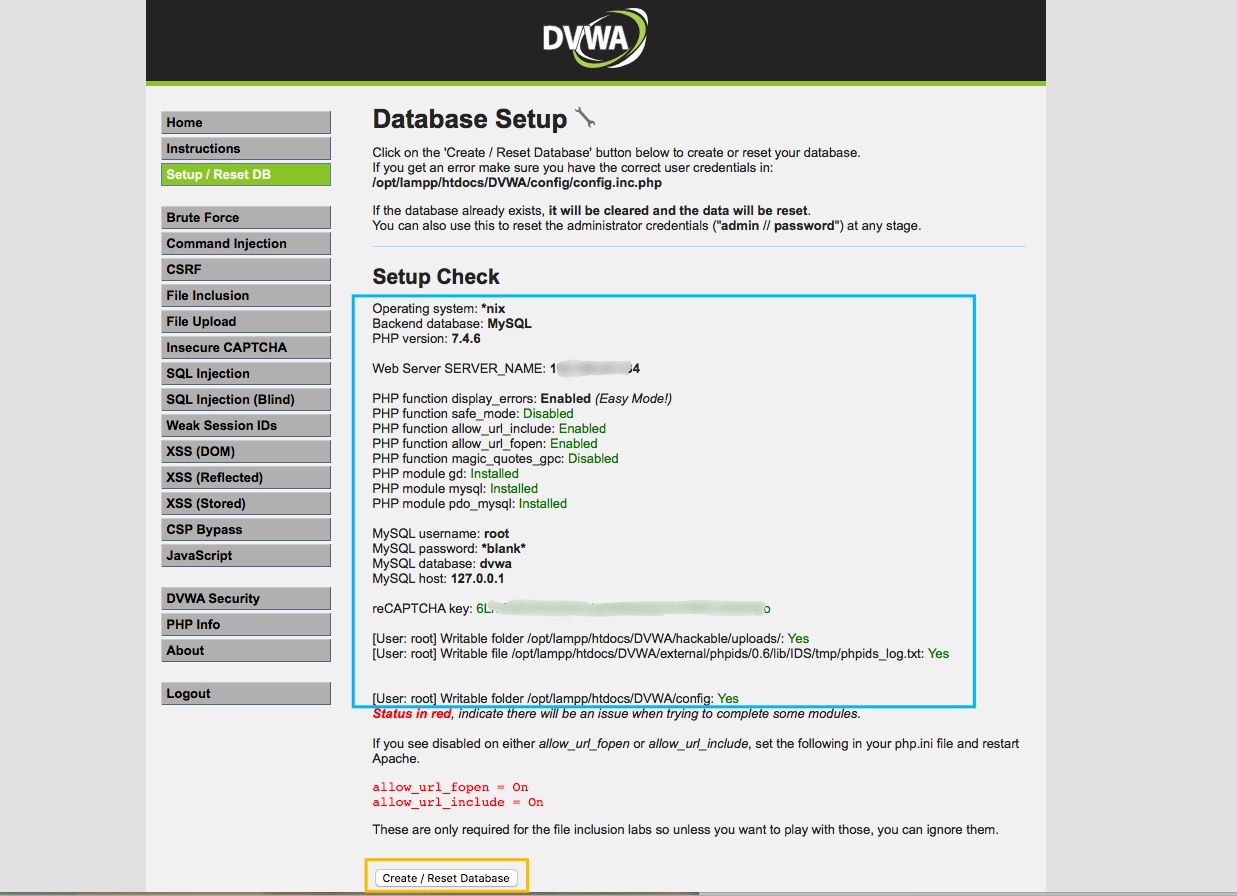 DVWA
Home
Instructions
Setup / Reset DB
Brute Force
Command Injection
CSRF
File Inclusion
File Upload
Insecure CAPTCHA
SQL Injection
SQL Injection (Blind)
Weak Session IDs
XSS (DOM)
XSS (Reflected)
XSS (Stored)
CSP Bypass
JavaScript
DVWA Security
PHP Info
About
Logout
Database Setup
Click on the 'Create / Reset Database' button below to create or reset your database.
If you get an error make sure you have the correct user credentials in:
/opt/lampp/htdocs/DVWA/config/config.inc.php
If the database already exists, it will be cleared and the data will be reset.
You can also use this to reset the administrator credentials ("admin // password") at any stage.
Setup Check
Operating system: *nix
Backend database: MySQL
PHP version: 7.4.6
Web Server SERVER_NAME:
PHP function display_errors: Enabled (Easy Mode!)
PHP function safe_mode: Disabled
PHP function allow_url_include: Enabled
PHP function allow_url_fopen: Enabled
PHP function magic_quotes_gpc: Disabled
PHP module gd: Installed
PHP module mysql: Installed
PHP module pdo_mysql: Installed
MySQL username: root
MySQL password: *blank*
MySQL database: dvwa
MySQL host: 127.0.0.1
reCAPTCHA key:
[User: root] Writable folder /opt/lampp/htdocs/DVWA/hackable/uploads/: Yes
[User: root] Writable file /opt/lampp/htdocs/DVWA/external/phpids/0.6/lib/IDS/tmp/phpids_log.txt: Yes
[User: root] Writable folder /opt/lampp/htdocs/DVWA/config: Yes
Status in red, indicate there will be an issue when trying to complete some modules.
If you see disabled on either allow_url_fopen or allow_url_include, set the following in your php.ini file and restart
Apache.
allow_url_fopen = On
allow_url_include = On
These are only required for the file inclusion labs so unless you want to play with those, you can ignore them.
Create / Reset Database